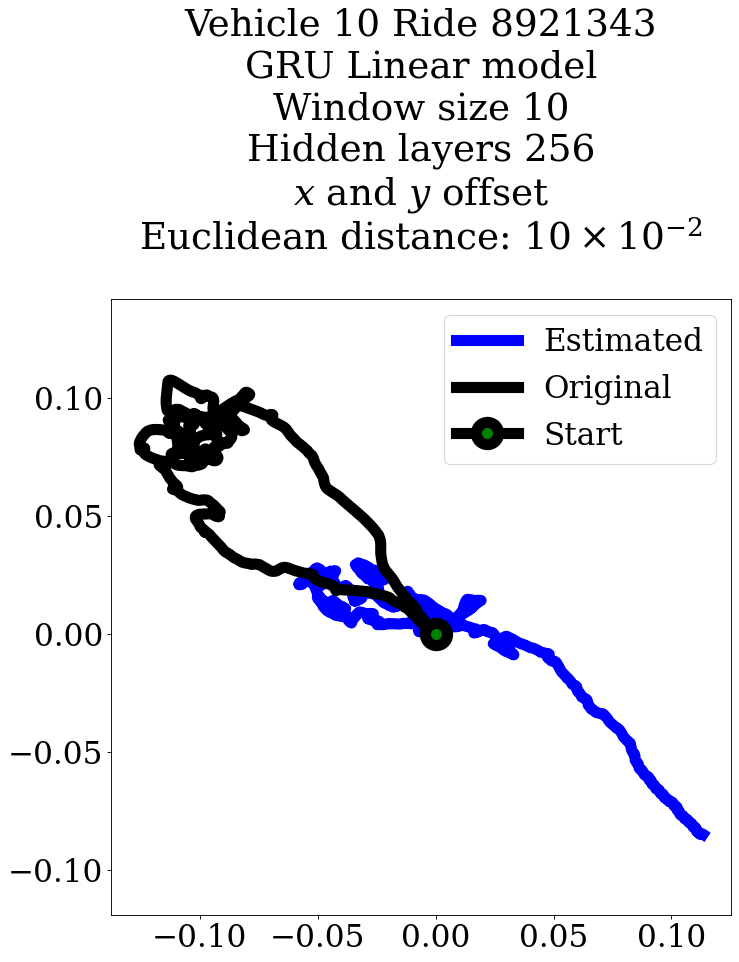 Vehicle 10 Ride 8921343
GRU Linear model
Window size 10
Hidden layers 256
x and y offset
Euclidean distance: 10 × 10⁻²
Estimated
Original
Start
0.10
0.05
0.00
−0.05
−0.10
−0.10 −0.05 0.00 0.05 0.10